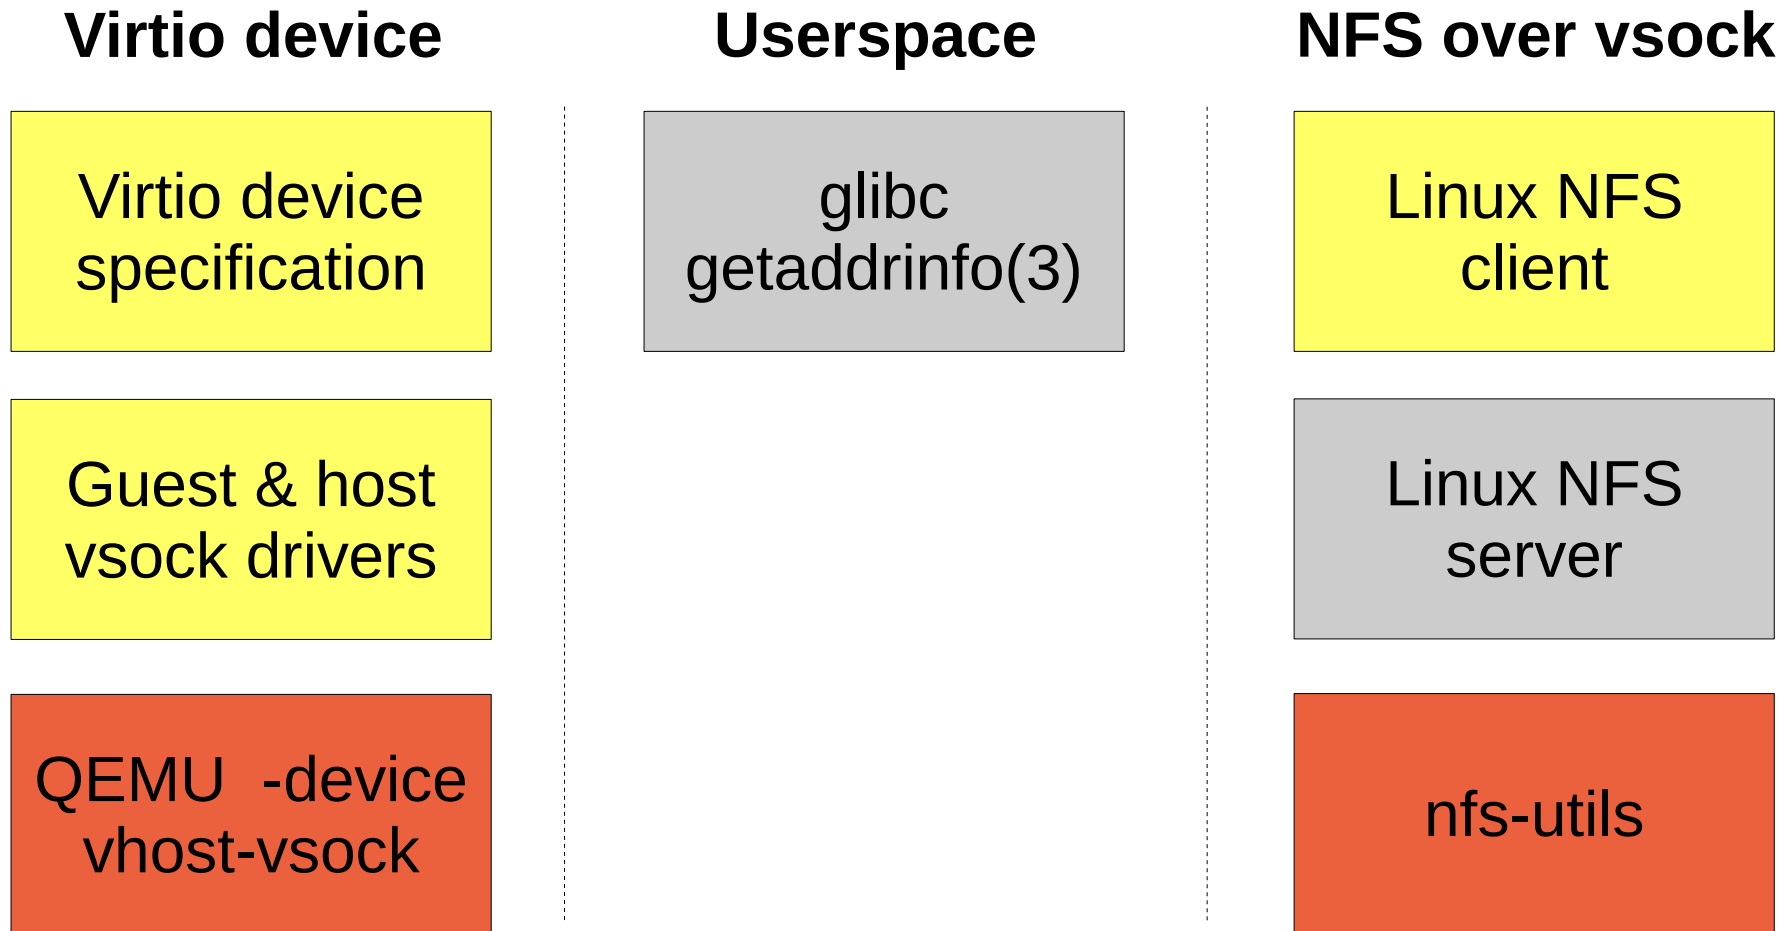 Virtio device
Userspace
NFS over vsock
Virtio device
specification
glibc
getaddrinfo(3)
Linux NFS
client
Guest & host
vsock drivers
Linux NFS
server
QEMU  -device
vhost-vsock
nfs-utils